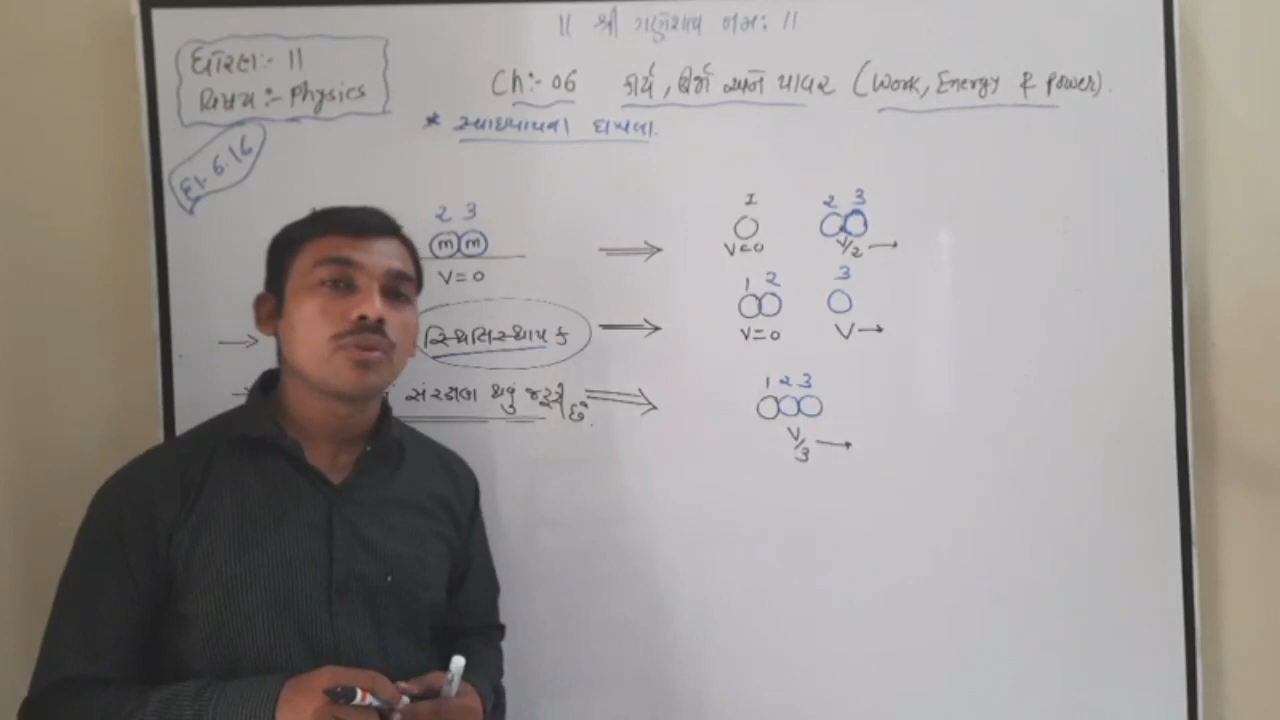 || શ્રી ગણેશાય નમઃ ||
ધોરણ:- 11
વિષય:- Physics
Ch:- 06 કાર્ય, ઊર્જા અને પાવર (Work, Energy & Power).
* સ્વાધ્યાયના દાખલા.
દા. 6.16
2 3
m m
V=0
સ્થિતિસ્થાપક
સંરક્ષણ થવું જરૂરી છે.
1 2 3
V=0 V/2
1 2 3
V=0 V
1 2 3
V/3